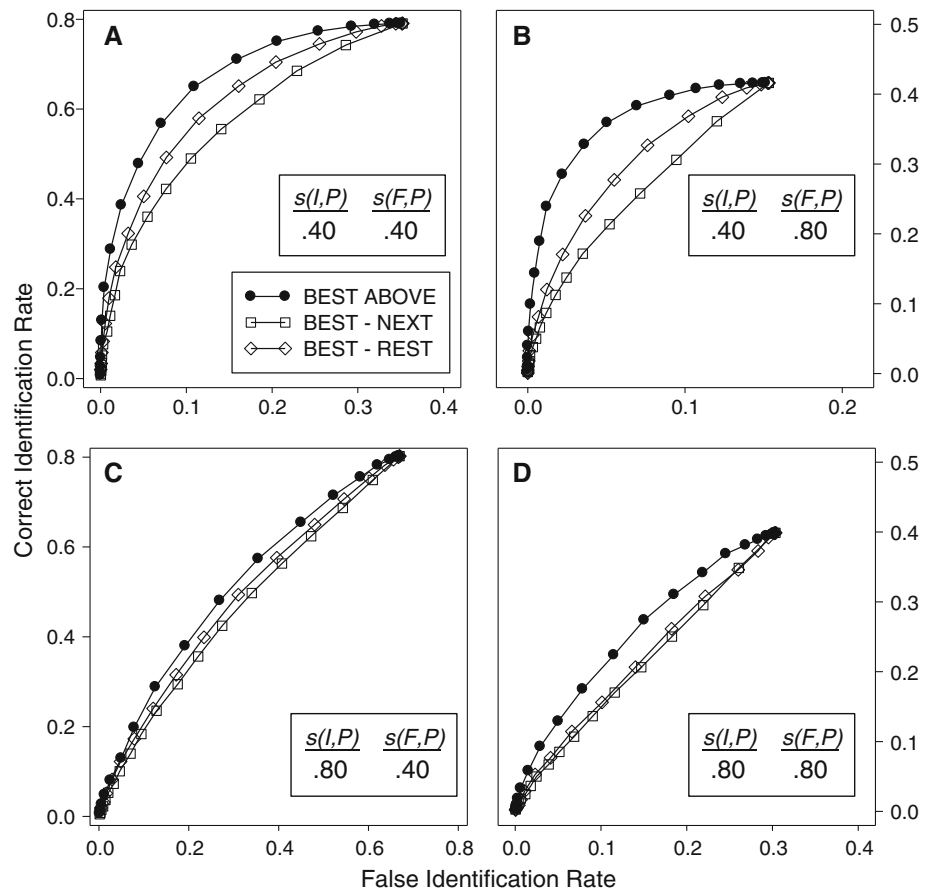 A
0.8
0.6
0.4
0.2
0.0
s(I,P) s(F,P)
.40 .40
BEST ABOVE
BEST - NEXT
BEST - REST
0.0 0.1 0.2 0.3 0.4
B
0.5
0.4
0.3
0.2
0.1
0.0
s(I,P) s(F,P)
.40 .80
0.0 0.1 0.2
Correct Identification Rate
C
0.8
0.6
0.4
0.2
0.0
s(I,P) s(F,P)
.80 .40
0.0 0.2 0.4 0.6 0.8
D
0.5
0.4
0.3
0.2
0.1
0.0
s(I,P) s(F,P)
.80 .80
0.0 0.1 0.2 0.3 0.4
False Identification Rate